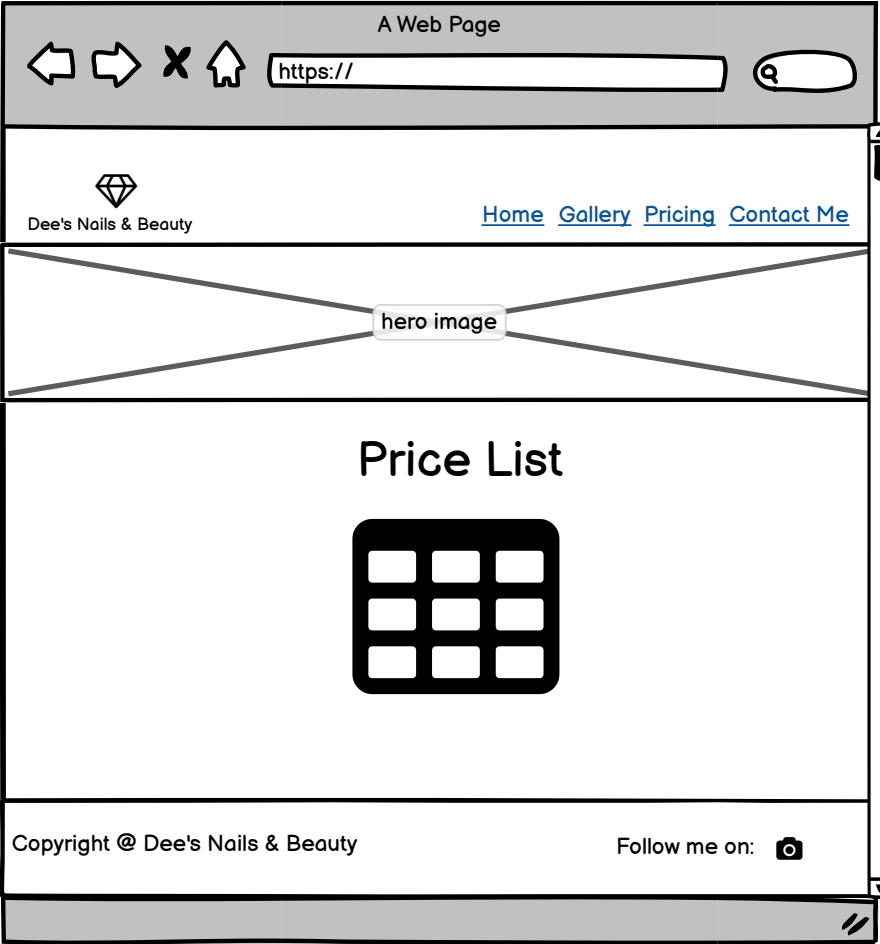 A Web Page
https://
Dee's Nails & Beauty
Home Gallery Pricing Contact Me
hero image
Price List
Copyright @ Dee's Nails & Beauty
Follow me on: